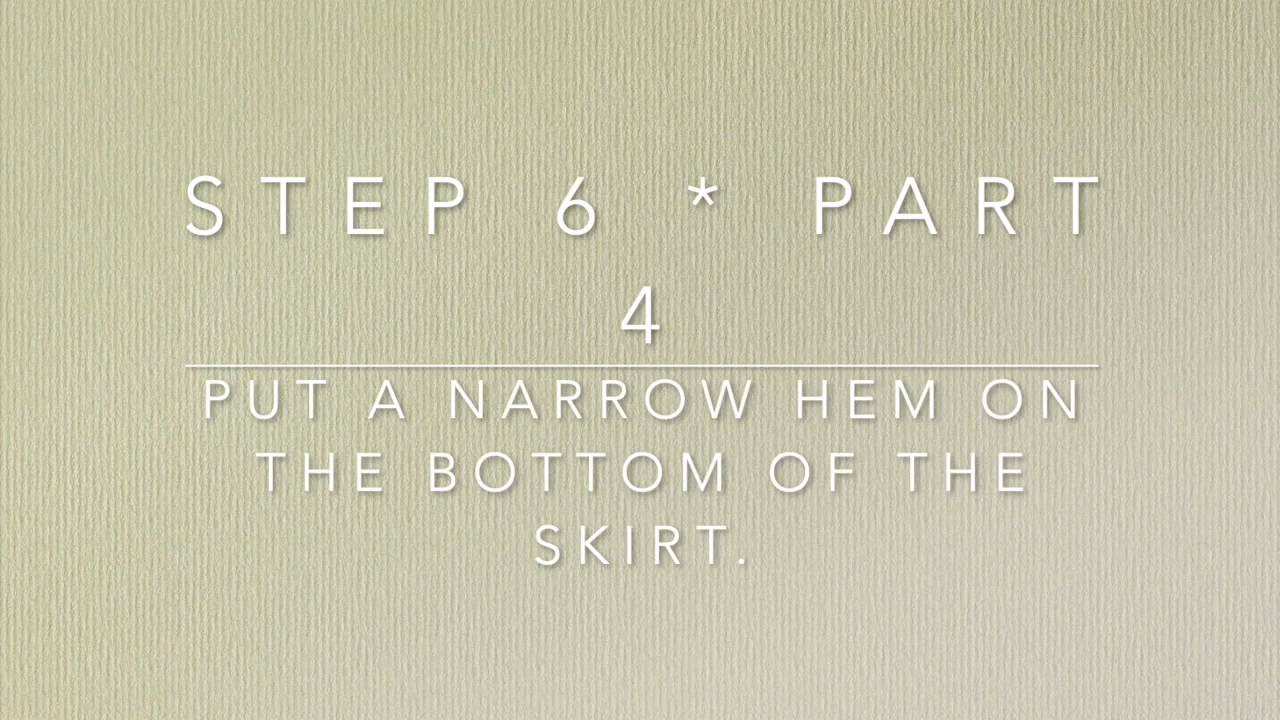 STEP 6 * PART
4
PUT A NARROW HEM ON
THE BOTTOM OF THE
SKIRT.